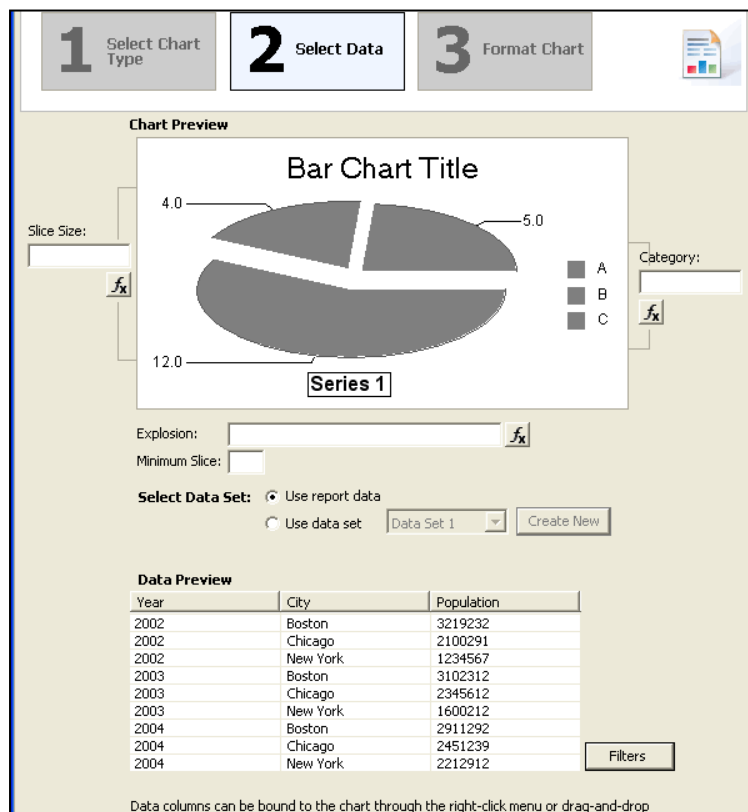 1 Select Chart Type
2 Select Data
3 Format Chart
Chart Preview
Bar Chart Title
4.0
5.0
Slice Size:
Category:
fx
A
B
C
fx
12.0
Series 1
Explosion:
fx
Minimum Slice:
Select Data Set:
Use report data
Use data set
Data Set 1
Create New
Data Preview
Year City Population
2002 Boston 3219232
2002 Chicago 2100291
2002 New York 1234567
2003 Boston 3102312
2003 Chicago 2345612
2003 New York 1600212
2004 Boston 2911292
2004 Chicago 2451239
2004 New York 2212912
Filters
Data columns can be bound to the chart through the right-click menu or drag-and-drop